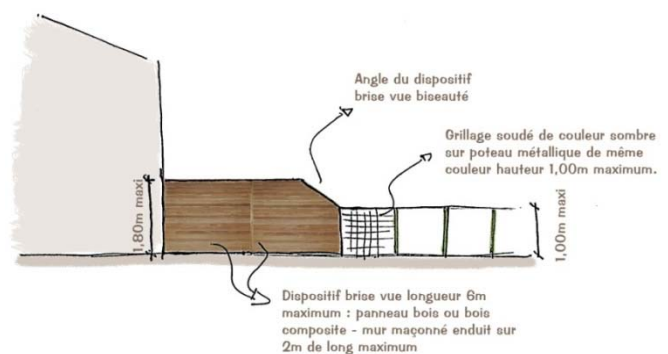 Angle du dispositif
brise vue biseauté
Grillage soudé de couleur sombre
sur poteau métallique de même
couleur hauteur 1,00m maximum.
1,80m maxi
1,00m maxi
Dispositif brise vue longueur 6m
maximum : panneau bois ou bois
composite - mur maçonné enduit sur
2m de long maximum